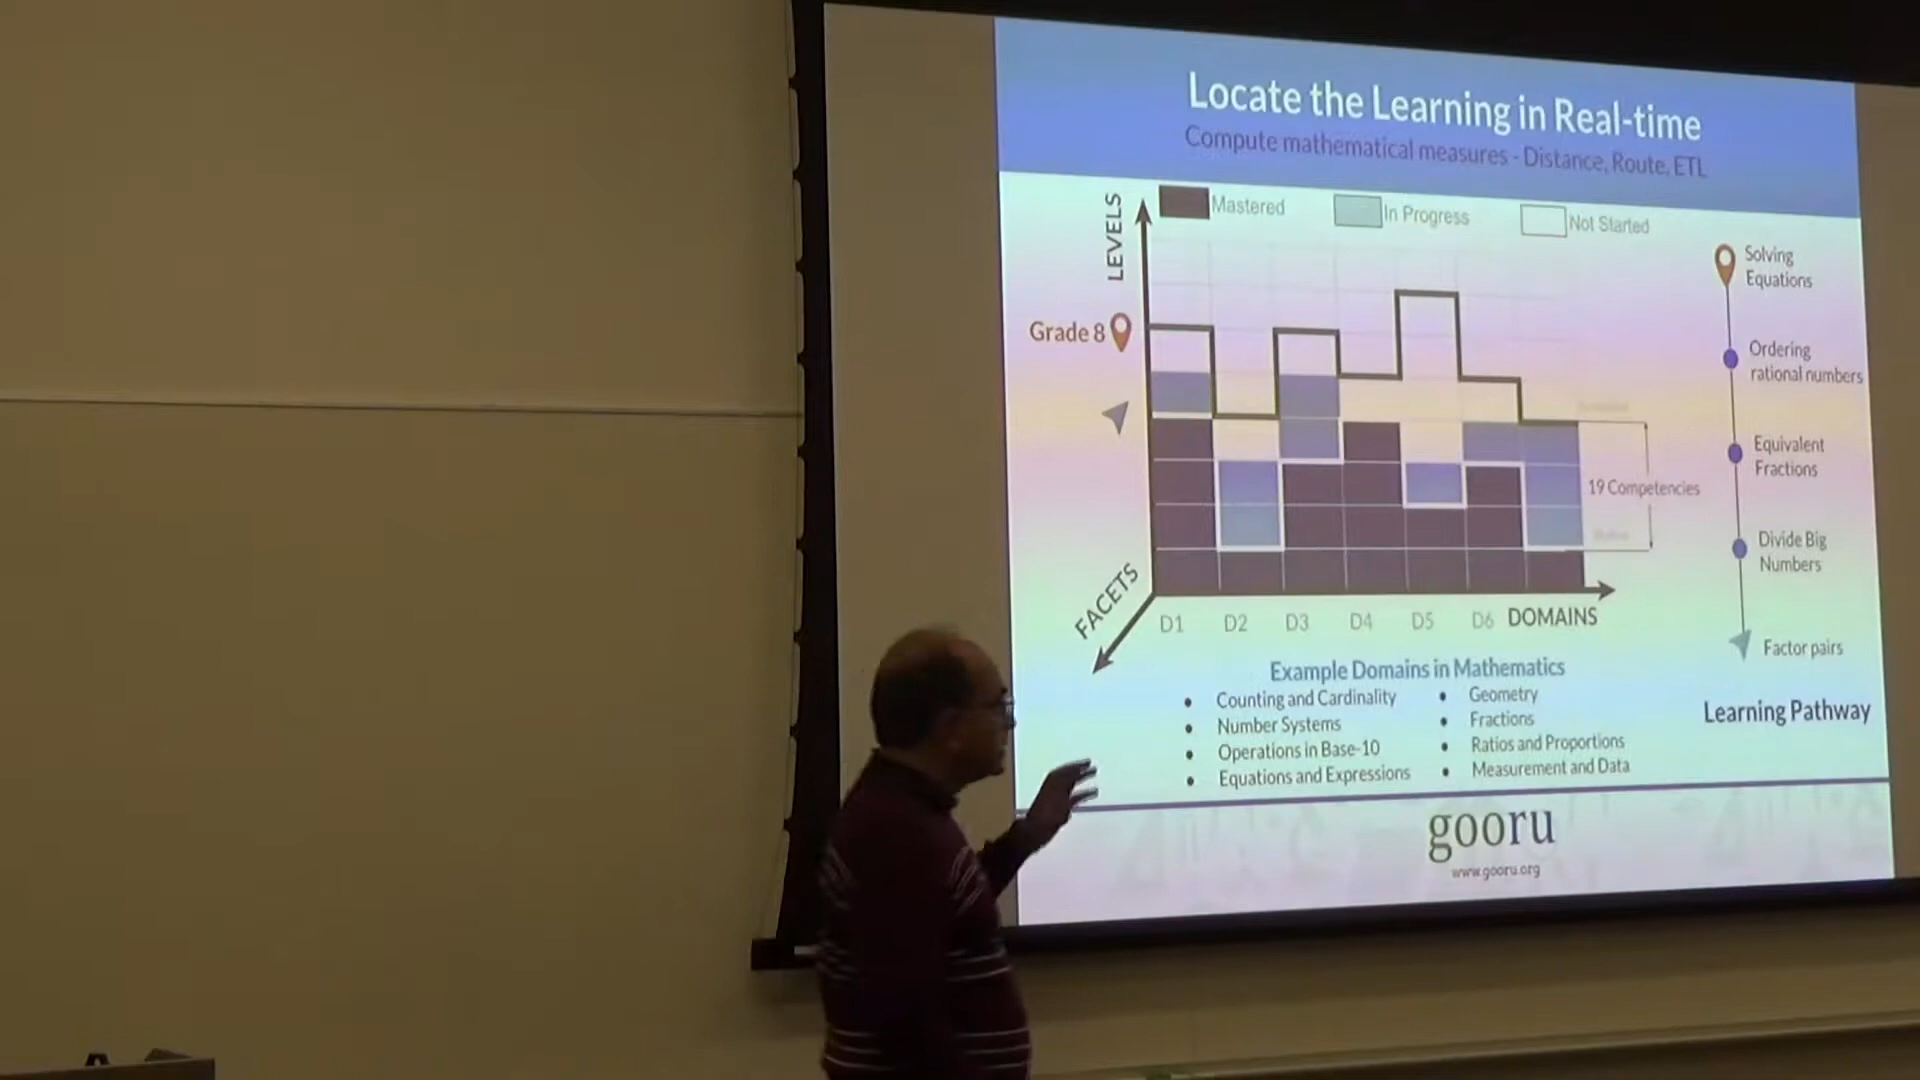 Locate the Learning in Real-time
Compute mathematical measures - Distance, Route, ETL
LEVELS
Mastered
In Progress
Not Started
Grade 8
19 Competencies
FACETS
D1 D2 D3 D4 D5 D6 DOMAINS
Solving
Equations
Ordering
rational numbers
Equivalent
Fractions
Divide Big
Numbers
Factor pairs
Learning Pathway
Example Domains in Mathematics
• Counting and Cardinality
• Number Systems
• Operations in Base-10
• Equations and Expressions
• Geometry
• Fractions
• Ratios and Proportions
• Measurement and Data
gooru
www.gooru.org